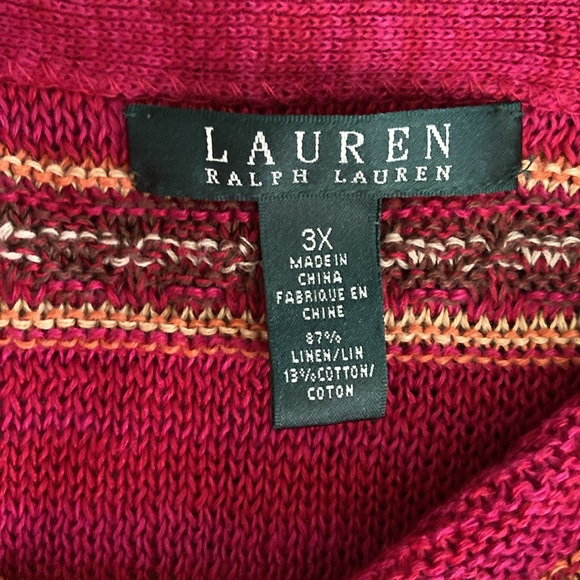 LAUREN
RALPH LAUREN
3X
MADE IN
CHINA
FABRIQUE EN
CHINE
87%
LINEN/LIN
13%COTTON/
COTON